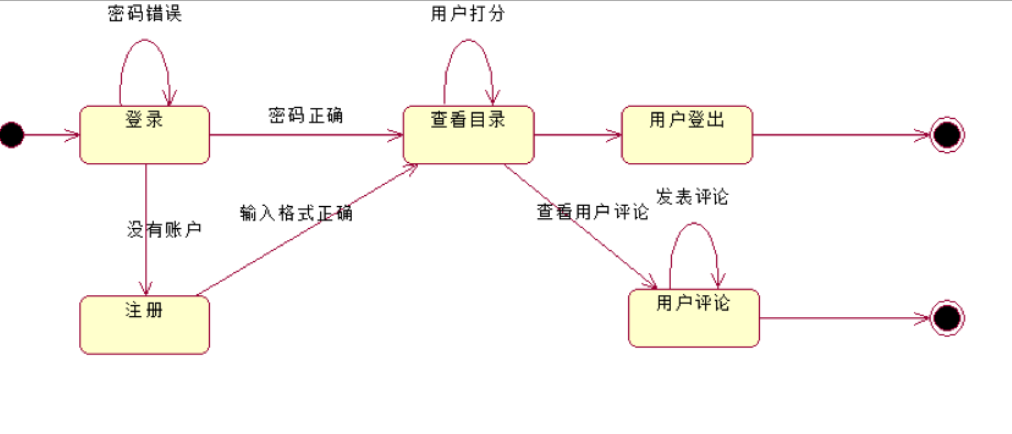 密码错误
用户打分
登录
密码正确
查看目录
用户登出
没有账户
输入格式正确
查看用户评论
发表评论
注册
用户评论